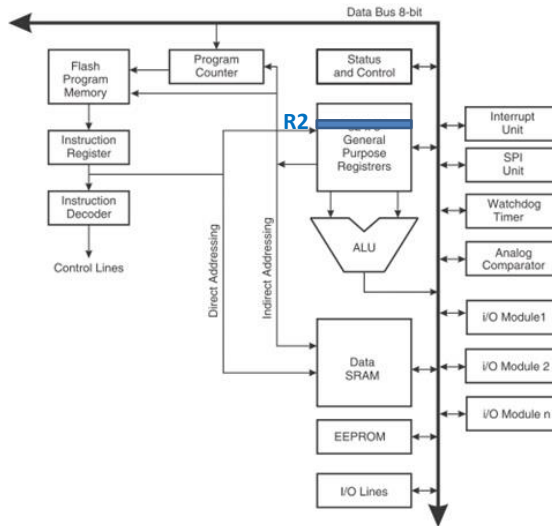 Data Bus 8-bit
Flash
Program
Memory
Program
Counter
Status
and Control
R2
General
Purpose
Registrers
Instruction
Register
Instruction
Decoder
Control Lines
Direct Addressing
Indirect Addressing
ALU
Interrupt
Unit
SPI
Unit
Watchdog
Timer
Analog
Comparator
i/O Module1
Data
SRAM
i/O Module 2
i/O Module n
EEPROM
I/O Lines